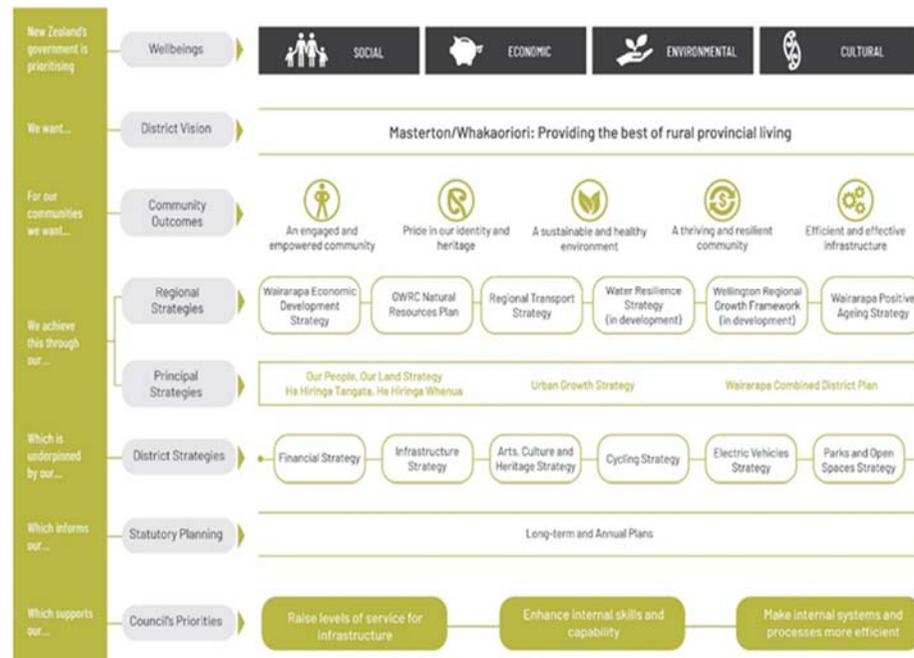 New Zealand's
government is
prioritising
Wellbeings
SOCIAL
ECONOMIC
ENVIRONMENTAL
CULTURAL
We want...
District Vision
Masterton/Whakaoriori: Providing the best of rural provincial living
For our
communities
we want...
Community
Outcomes
An engaged and
empowered community
Pride in our identity and
heritage
A sustainable and healthy
environment
A thriving and resilient
community
Efficient and effective
infrastructure
We achieve
this through
our...
Regional
Strategies
Wairarapa Economic
Development
Strategy
GWRC Natural
Resources Plan
Regional Transport
Strategy
Water Resilience
Strategy
(in development)
Wellington Regional
Growth Framework
(in development)
Wairarapa Positive
Ageing Strategy
Principal
Strategies
Our People, Our Land Strategy
He Hiringa Tangata, He Hiringa Whenua
Urban Growth Strategy
Wairarapa Combined District Plan
Which is
underpinned
by our...
District Strategies
Financial Strategy
Infrastructure
Strategy
Arts, Culture and
Heritage Strategy
Cycling Strategy
Electric Vehicles
Strategy
Parks and Open
Spaces Strategy
Which informs
our...
Statutory Planning
Long-term and Annual Plans
Which supports
our...
Council's Priorities
Raise levels of service for
infrastructure
Enhance internal skills and
capability
Make internal systems and
processes more efficient